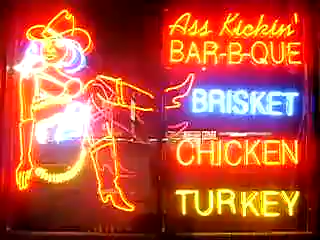 Ass Kickin'
BAR-B-QUE
BRISKET
CHICKEN
TURKEY